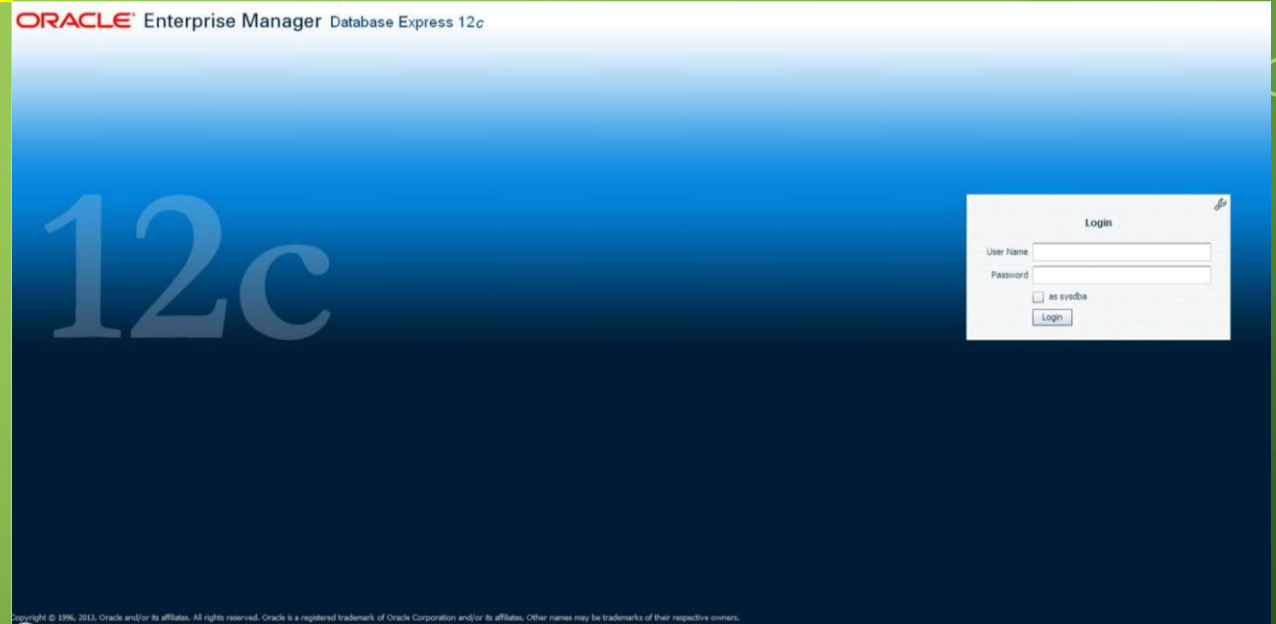 ORACLE® Enterprise Manager Database Express 12c
12c
Login
User Name
Password
as sysdba
Login
Copyright © 1996, 2013, Oracle and/or its affiliates. All rights reserved. Oracle is a registered trademark of Oracle Corporation and/or its affiliates. Other names may be trademarks of their respective owners.